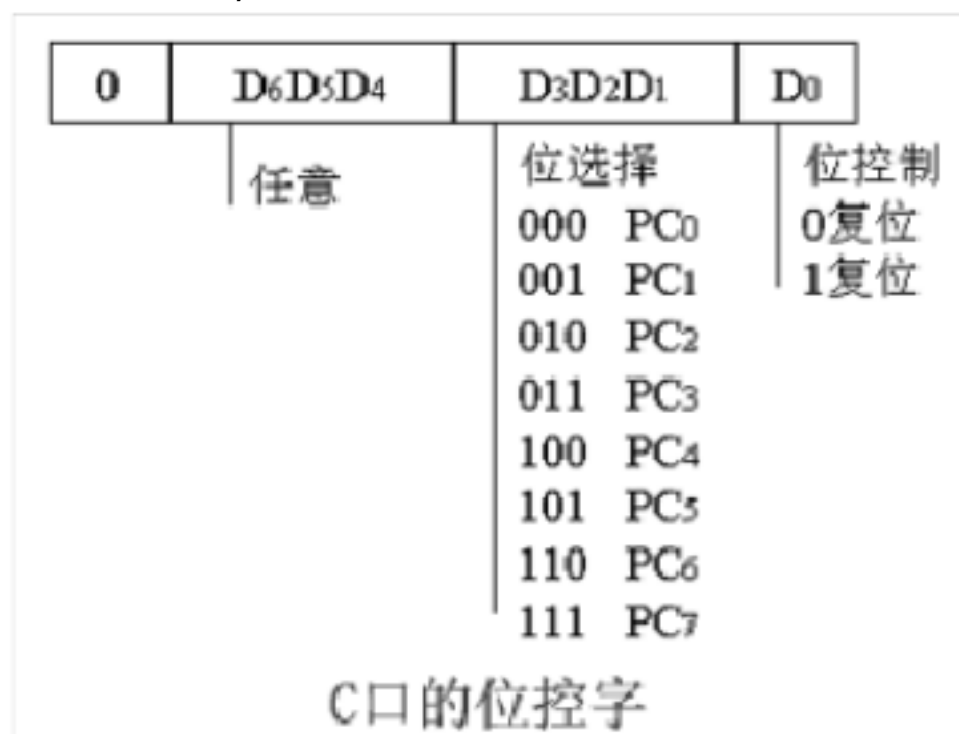 0 D6D5D4 D3D2D1 D0
任意
位选择
000 PC0
001 PC1
010 PC2
011 PC3
100 PC4
101 PC5
110 PC6
111 PC7
位控制
0复位
1复位
C口的位控字